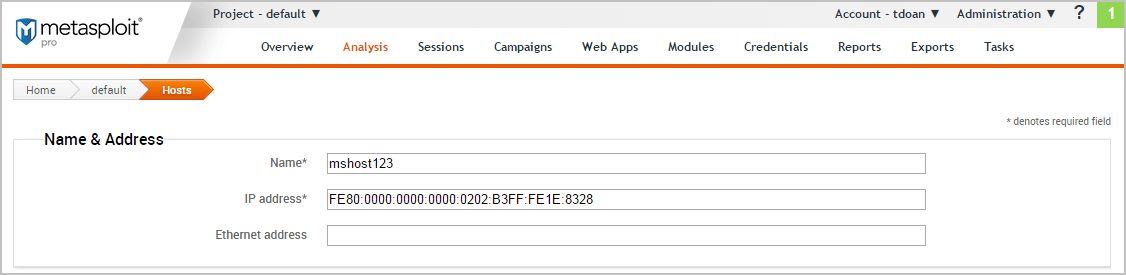 metasploit®
pro
Project - default ▼
Account - tdoan ▼
Administration ▼
?
1
Overview
Analysis
Sessions
Campaigns
Web Apps
Modules
Credentials
Reports
Exports
Tasks
Home
default
Hosts
* denotes required field
Name & Address
Name* mshost123
IP address* FE80:0000:0000:0000:0202:B3FF:FE1E:8328
Ethernet address